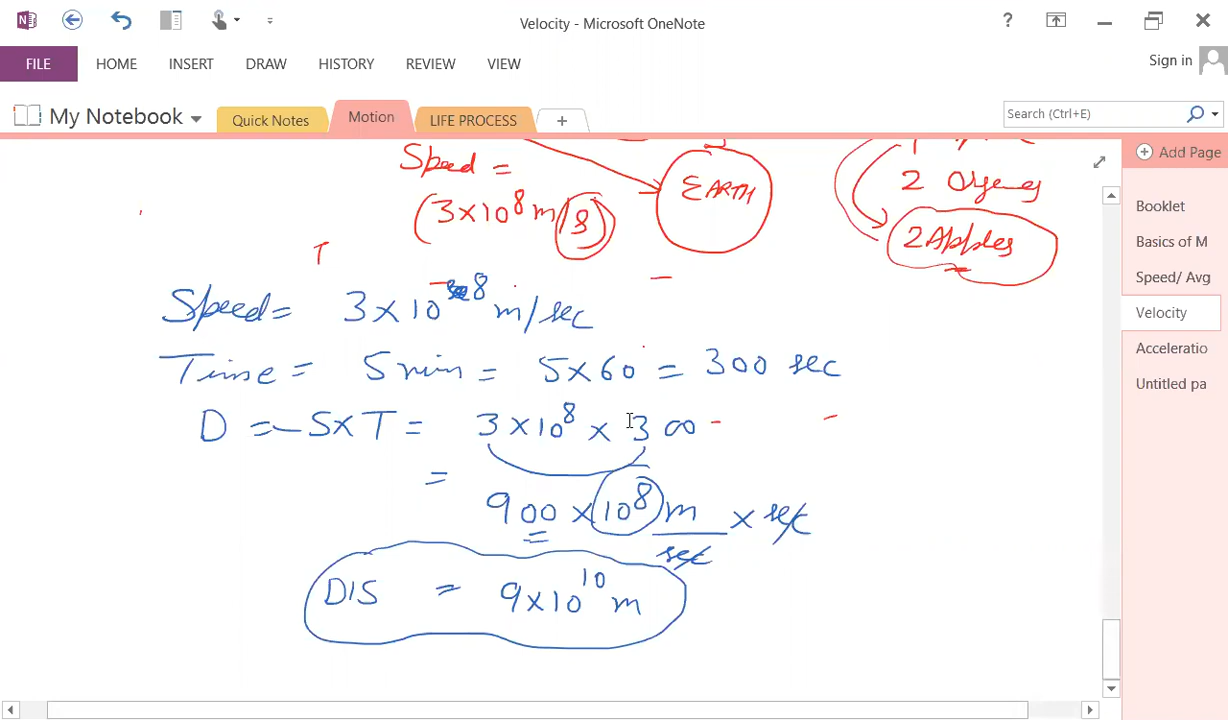 Velocity - Microsoft OneNote
FILE HOME INSERT DRAW HISTORY REVIEW VIEW
Sign in
My Notebook Quick Notes Motion LIFE PROCESS
Search (Ctrl+E)
Add Page
Booklet
Basics of M
Speed/ Avg
Velocity
Acceleratio
Untitled pa
Speed =
(3×10⁸m/s)
EARTH
2
2 Apples
T
Speed = 3×10⁸ m/sec
Time = 5 min = 5×60 = 300 sec
D = S×T = 3×10⁸ × 300
= 900 ×10⁸ m/sec × sec
DIS = 9×10¹⁰ m